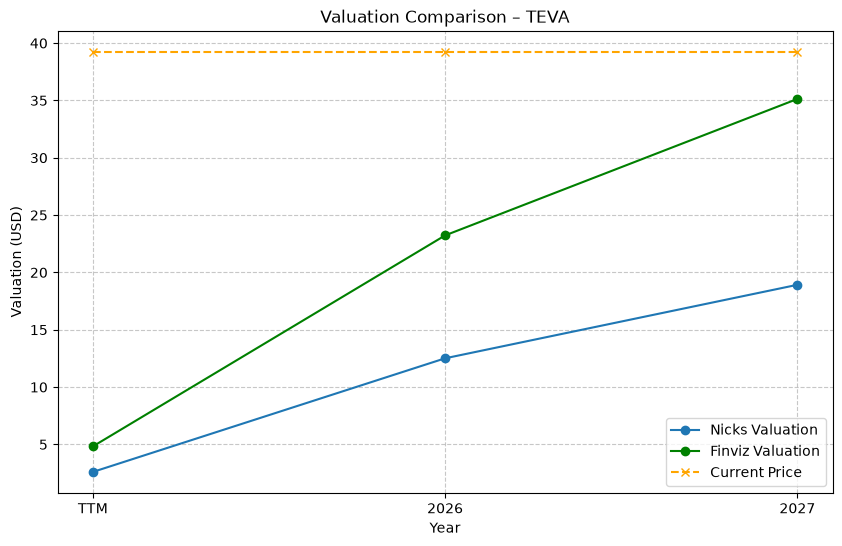 Valuation Comparison – TEVA
Valuation (USD)
40
35
30
25
20
15
10
5
TTM
2026
2027
Year
Nicks Valuation
Finviz Valuation
Current Price